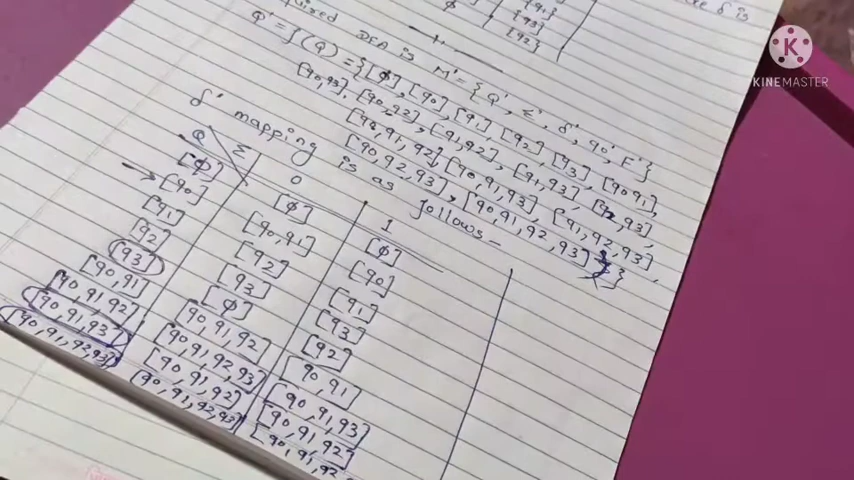 ϕ [q3]
[q2]
required DFA is M' = {Q', Σ', δ', q0', F'}
Q' = {(Q) = {[ϕ], [q0], [q1], [q2], [q3], [q0q1]
[q0,q3], [q0,q2], [q1,q2], [q1,q3], [q2,q3],
[q0,q1,q2], [q0,q1,q3], [q1,q2,q3],
[q0,q2,q3], [q0,q1,q2,q3]}
δ' mapping is as follows-
Q Σ 0 1
[ϕ] [ϕ] [ϕ]
→ [q0] [q0,q1] [q0]
[q1] [q2] [q1]
[q2] [q3] [q3]
[q3] [ϕ] [q2]
[q0,q1] [q0,q1,q2] [q0,q1]
[q0,q1,q2] [q0,q1,q2,q3] [q0,q1,q3]
[q0,q1,q3] [q0,q1,q2] [q0,q1,q2]
[q0,q1,q2,q3] [q0,q1,q2,q3] [q0,q1,q2
K
KINEMASTER